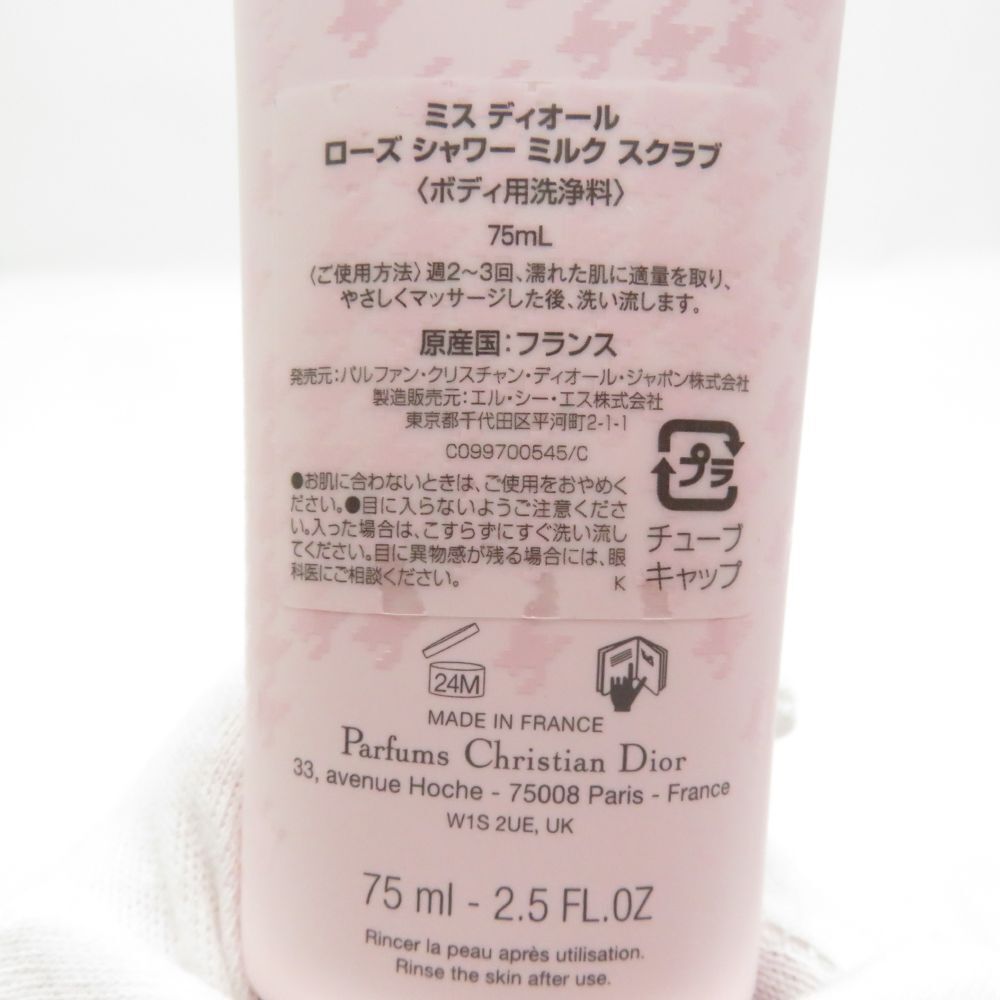 ミス ディオール
ローズ シャワー ミルク スクラブ
〈ボディ用洗浄料〉
75mL
〈ご使用方法〉週2～3回、濡れた肌に適量を取り、
やさしくマッサージした後、洗い流します。
原産国：フランス
発売元：パルファン・クリスチャン・ディオール・ジャポン株式会社
製造販売元：エル・シー・エス株式会社
東京都千代田区平河町2-1-1
C099700545/C
●お肌に合わないときは、ご使用をおやめく
ださい。●目に入らないようご注意くださ
い。入った場合は、こすらずにすぐ洗い流し
てください。目に異物感が残る場合には、眼
科医にご相談ください。
K
プラ
チューブ
キャップ
24M
MADE IN FRANCE
Parfums Christian Dior
33, avenue Hoche - 75008 Paris - France
W1S 2UE, UK
75 ml - 2.5 FL.OZ
Rincer la peau après utilisation.
Rinse the skin after use.